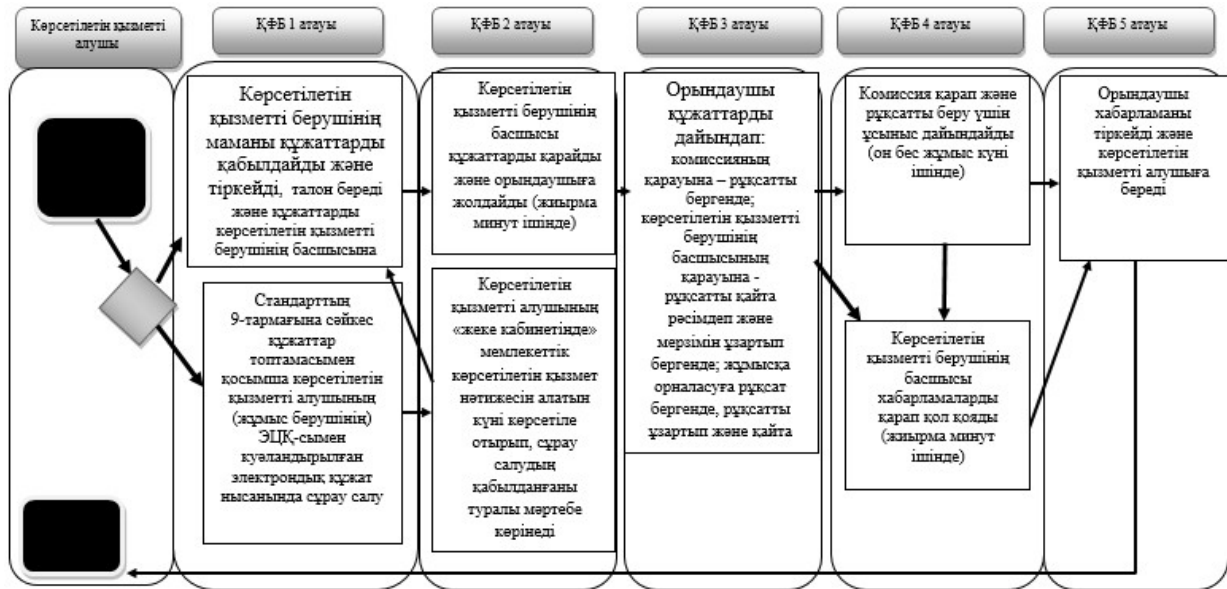 Көрсетілетін қызметті
алушы
ҚФБ 1 атауы
ҚФБ 2 атауы
ҚФБ 3 атауы
ҚФБ 4 атауы
ҚФБ 5 атауы
Көрсетілетін
қызметті берушінің
маманы құжаттарды
қабылдайды және
тіркейді, талон береді
және құжаттарды
көрсетілетін қызметті
берушінің басшысына
Стандарттың
9-тармағына сәйкес
құжаттар
топтамасымен
қосымша көрсетілетін
қызметті алушының
(жұмыс берушінің)
ЭЦҚ-сымен
куәландырылған
электрондық құжат
нысанында сұрау салу
Көрсетілетін
қызметті берушінің
басшысы
құжаттарды қарайды
және орындаушыға
жолдайды (жиырма
минут ішінде)
Көрсетілетін
қызметті алушының
«жеке кабинетінде»
мемлекеттік
көрсетілетін қызмет
нәтижесін алатын
күні көрсетіле
отырып, сұрау
салудың
қабылданғаны
туралы мәртебе
көрінеді
Орындаушы
құжаттарды
дайындап:
комиссияның
қарауына – рұқсатты
бергенде;
көрсетілетін қызметті
берушінің
басшысының
қарауына -
рұқсатты қайта
рәсімдеп және
мерзімін ұзартып
бергенде; жұмысқа
орналасуға рұқсат
бергенде, рұқсатты
ұзартып және қайта
Комиссия қарап және
рұқсатты беру үшін
ұсыныс дайындайды
(он бес жұмыс күні
ішінде)
Көрсетілетін
қызметті берушінің
басшысы
хабарламаларды
қарап қол қояды
(жиырма минут
ішінде)
Орындаушы
хабарламаны
тіркейді және
көрсетілетін
қызметті алушыға
береді